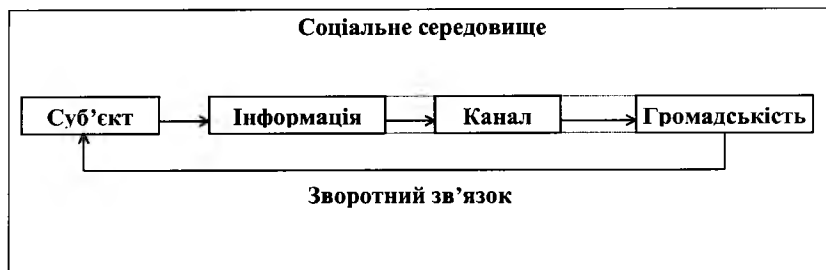 Соціальне середовище
Суб’єкт Інформація Канал Громадськість
Зворотний зв’язок